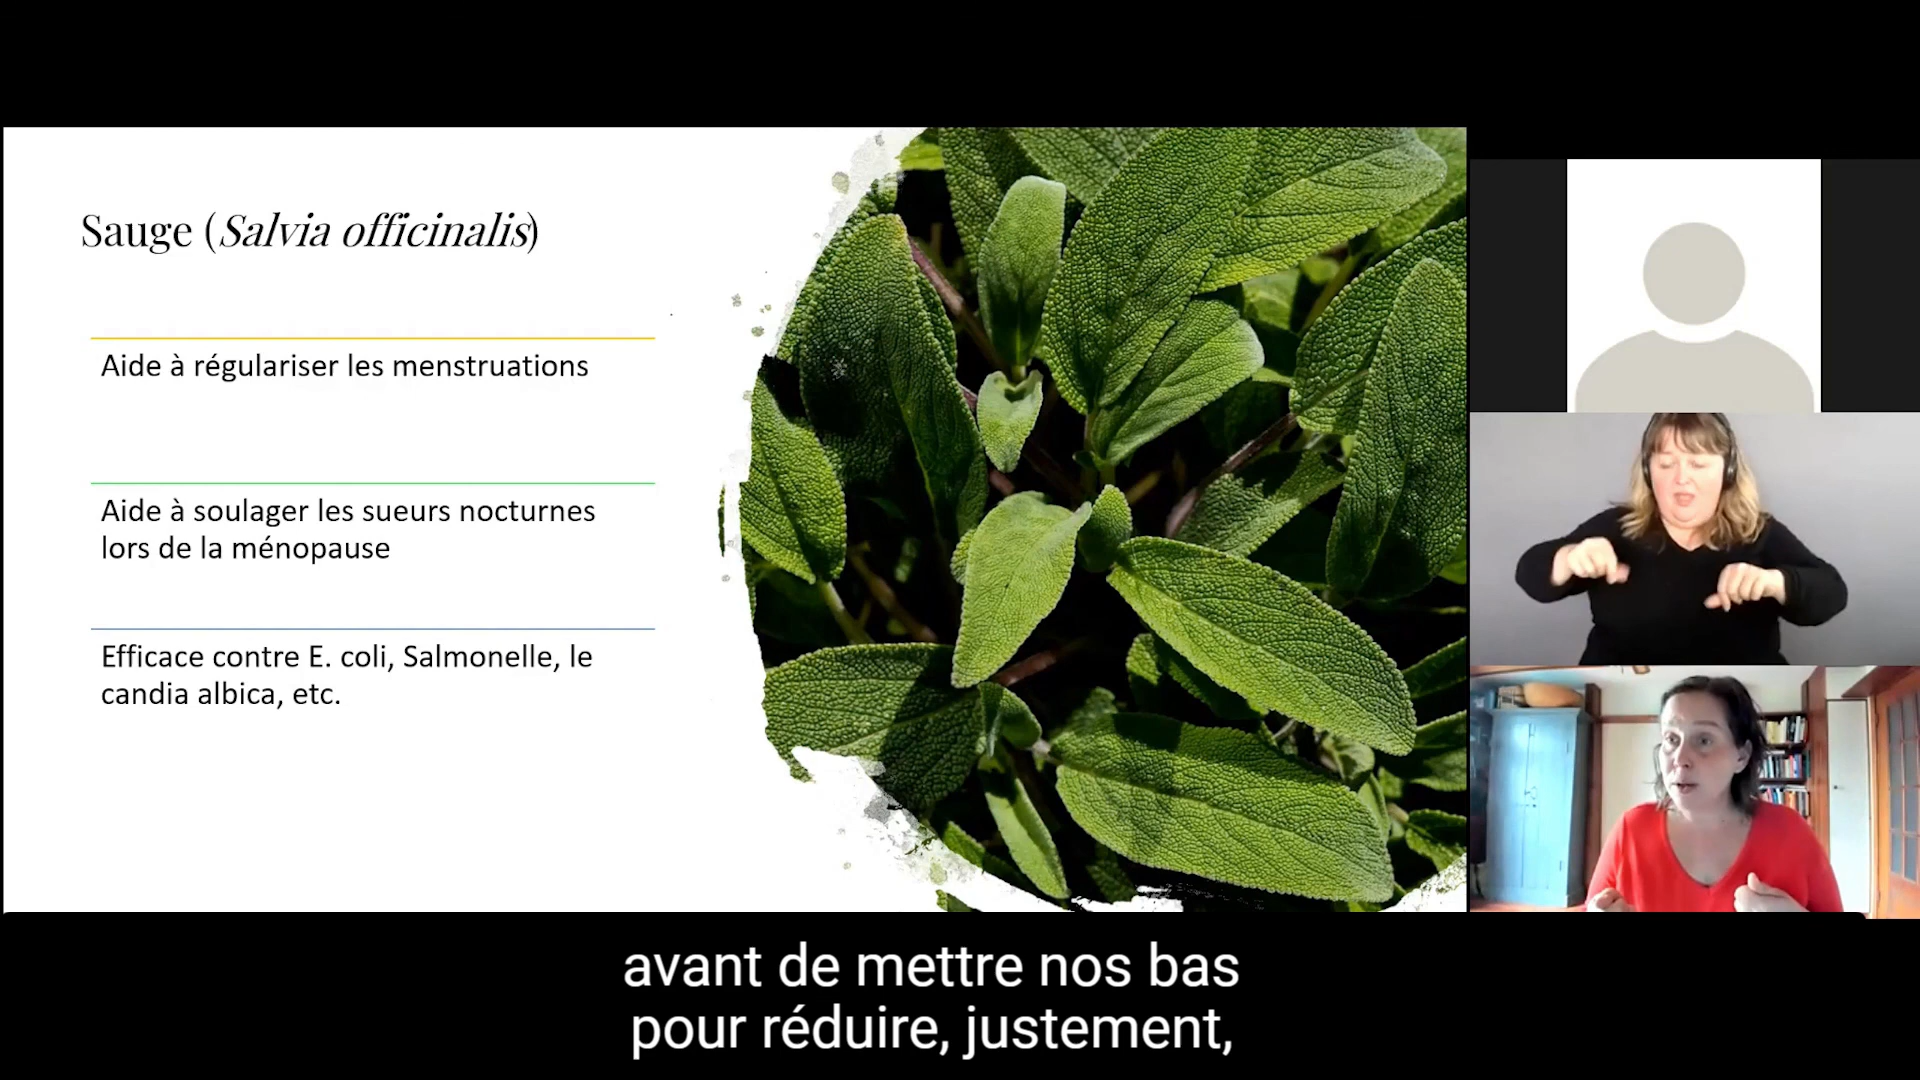 Sauge (Salvia officinalis)
Aide à régulariser les menstruations
Aide à soulager les sueurs nocturnes
lors de la ménopause
Efficace contre E. coli, Salmonelle, le
candia albica, etc.
avant de mettre nos bas
pour réduire, justement,